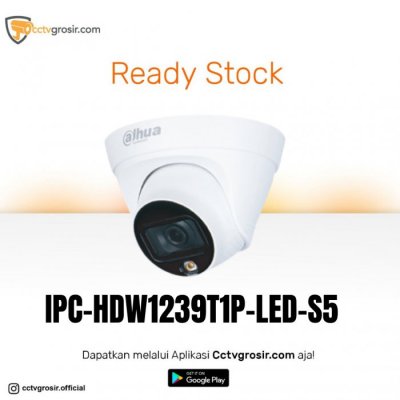 cctvgrosir.com
Ready Stock
alhua
IPC-HDW1239T1P-LED-S5
Dapatkan melalui Aplikasi Cctvgrosir.com aja!
GET IT ON
Google Play
cctvgrosir.official